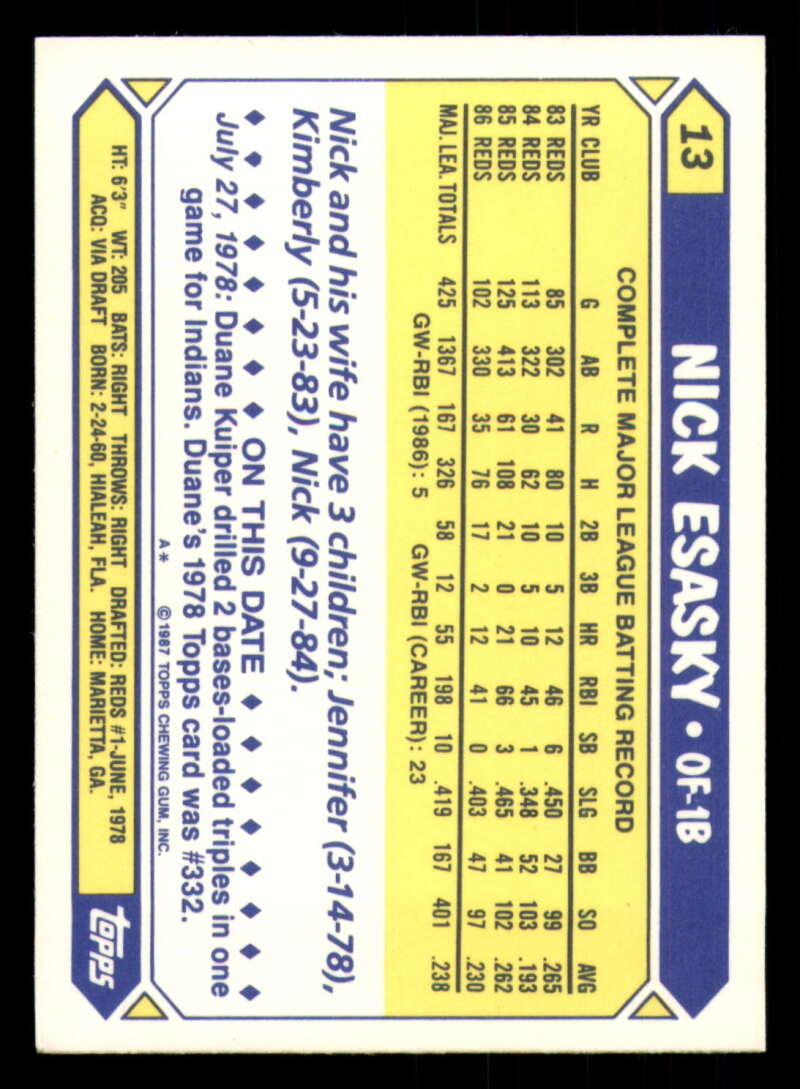 13 NICK ESASKY • OF-1B
COMPLETE MAJOR LEAGUE BATTING RECORD
YR CLUB G AB R H 2B 3B HR RBI SB SLG BB SO AVG
83 REDS 85 302 41 80 10 5 12 46 6 .450 27 99 .265
84 REDS 113 322 30 62 10 5 10 45 1 .348 52 103 .193
85 REDS 125 413 61 108 21 0 21 66 3 .465 41 102 .262
86 REDS 102 330 35 76 17 2 12 41 0 .403 47 97 .230
MAJ. LEA. TOTALS 425 1367 167 326 58 12 55 198 10 .419 167 401 .238
GW-RBI (1986): 5 GW-RBI (CAREER): 23
Nick and his wife have 3 children; Jennifer (3-14-78),
Kimberly (5-23-83), Nick (9-27-84).
◆ ◆ ◆ ◆ ◆ ◆ ◆ ◆ ON THIS DATE ◆ ◆ ◆ ◆ ◆ ◆ ◆ ◆
July 27, 1978: Duane Kuiper drilled 2 bases-loaded triples in one
game for Indians. Duane's 1978 Topps card was #332.
A* ©1987 TOPPS CHEWING GUM, INC.
HT: 6'3" WT: 205 BATS: RIGHT THROWS: RIGHT DRAFTED: REDS #1-JUNE, 1978
ACQ: VIA DRAFT BORN: 2-24-60, HIALEAH, FLA. HOME: MARIETTA, GA.
topps